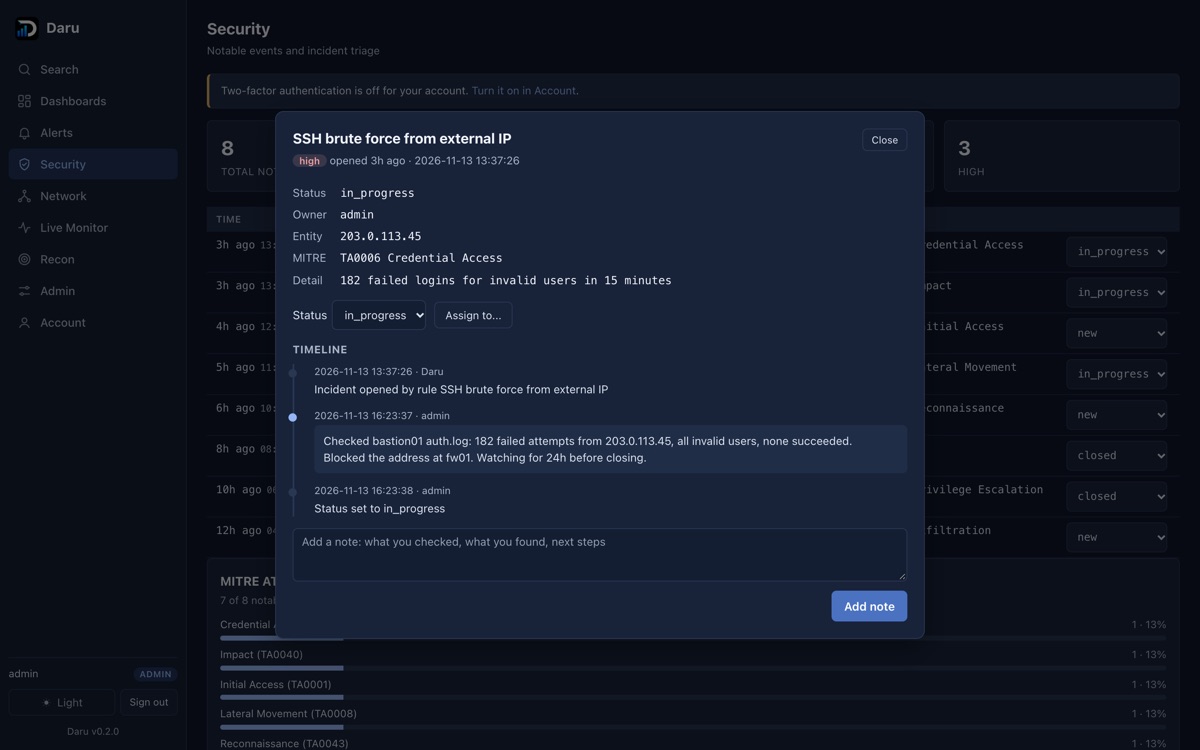 Daru
Search
Dashboards
Alerts
Security
Network
Live Monitor
Recon
Admin
Account
admin
ADMIN
Light
Sign out
Daru v0.2.0
Security
Notable events and incident triage
Two-factor authentication is off for your account. Turn it on in Account.
8
TOTAL
3
HIGH
TIME
3h ago
in_progress
3h ago
in_progress
4h ago
Access
new
5h ago
Movement
in_progress
6h ago
new
8h ago
closed
10h ago
Escalation
closed
12h ago
new
MITRE
7 of 8
Credential
1 · 13%
Impact (TA0040)
1 · 13%
Initial Access (TA0001)
1 · 13%
Lateral Movement (TA0008)
1 · 13%
Reconnaissance (TA0043)
1 · 13%
SSH brute force from external IP
Close
high opened 3h ago · 2026-11-13 13:37:26
Status in_progress
Owner admin
Entity 203.0.113.45
MITRE TA0006 Credential Access
Detail 182 failed logins for invalid users in 15 minutes
Status in_progress Assign to...
TIMELINE
2026-11-13 13:37:26 · Daru
Incident opened by rule SSH brute force from external IP
2026-11-13 16:23:37 · admin
Checked bastion01 auth.log: 182 failed attempts from 203.0.113.45, all invalid users, none succeeded.
Blocked the address at fw01. Watching for 24h before closing.
2026-11-13 16:23:38 · admin
Status set to in_progress
Add a note: what you checked, what you found, next steps
Add note